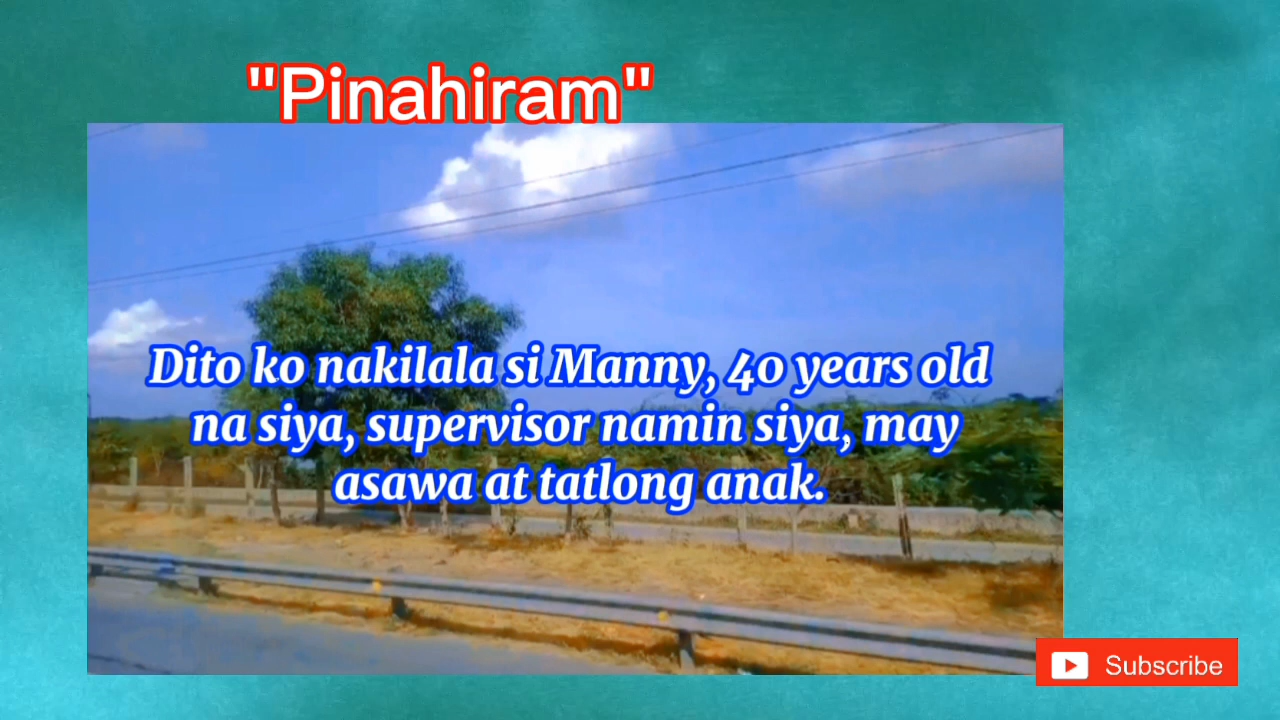 "Pinahiram"
Dito ko nakilala si Manny, 40 years old
na siya, supervisor namin siya, may
asawa at tatlong anak.
Subscribe